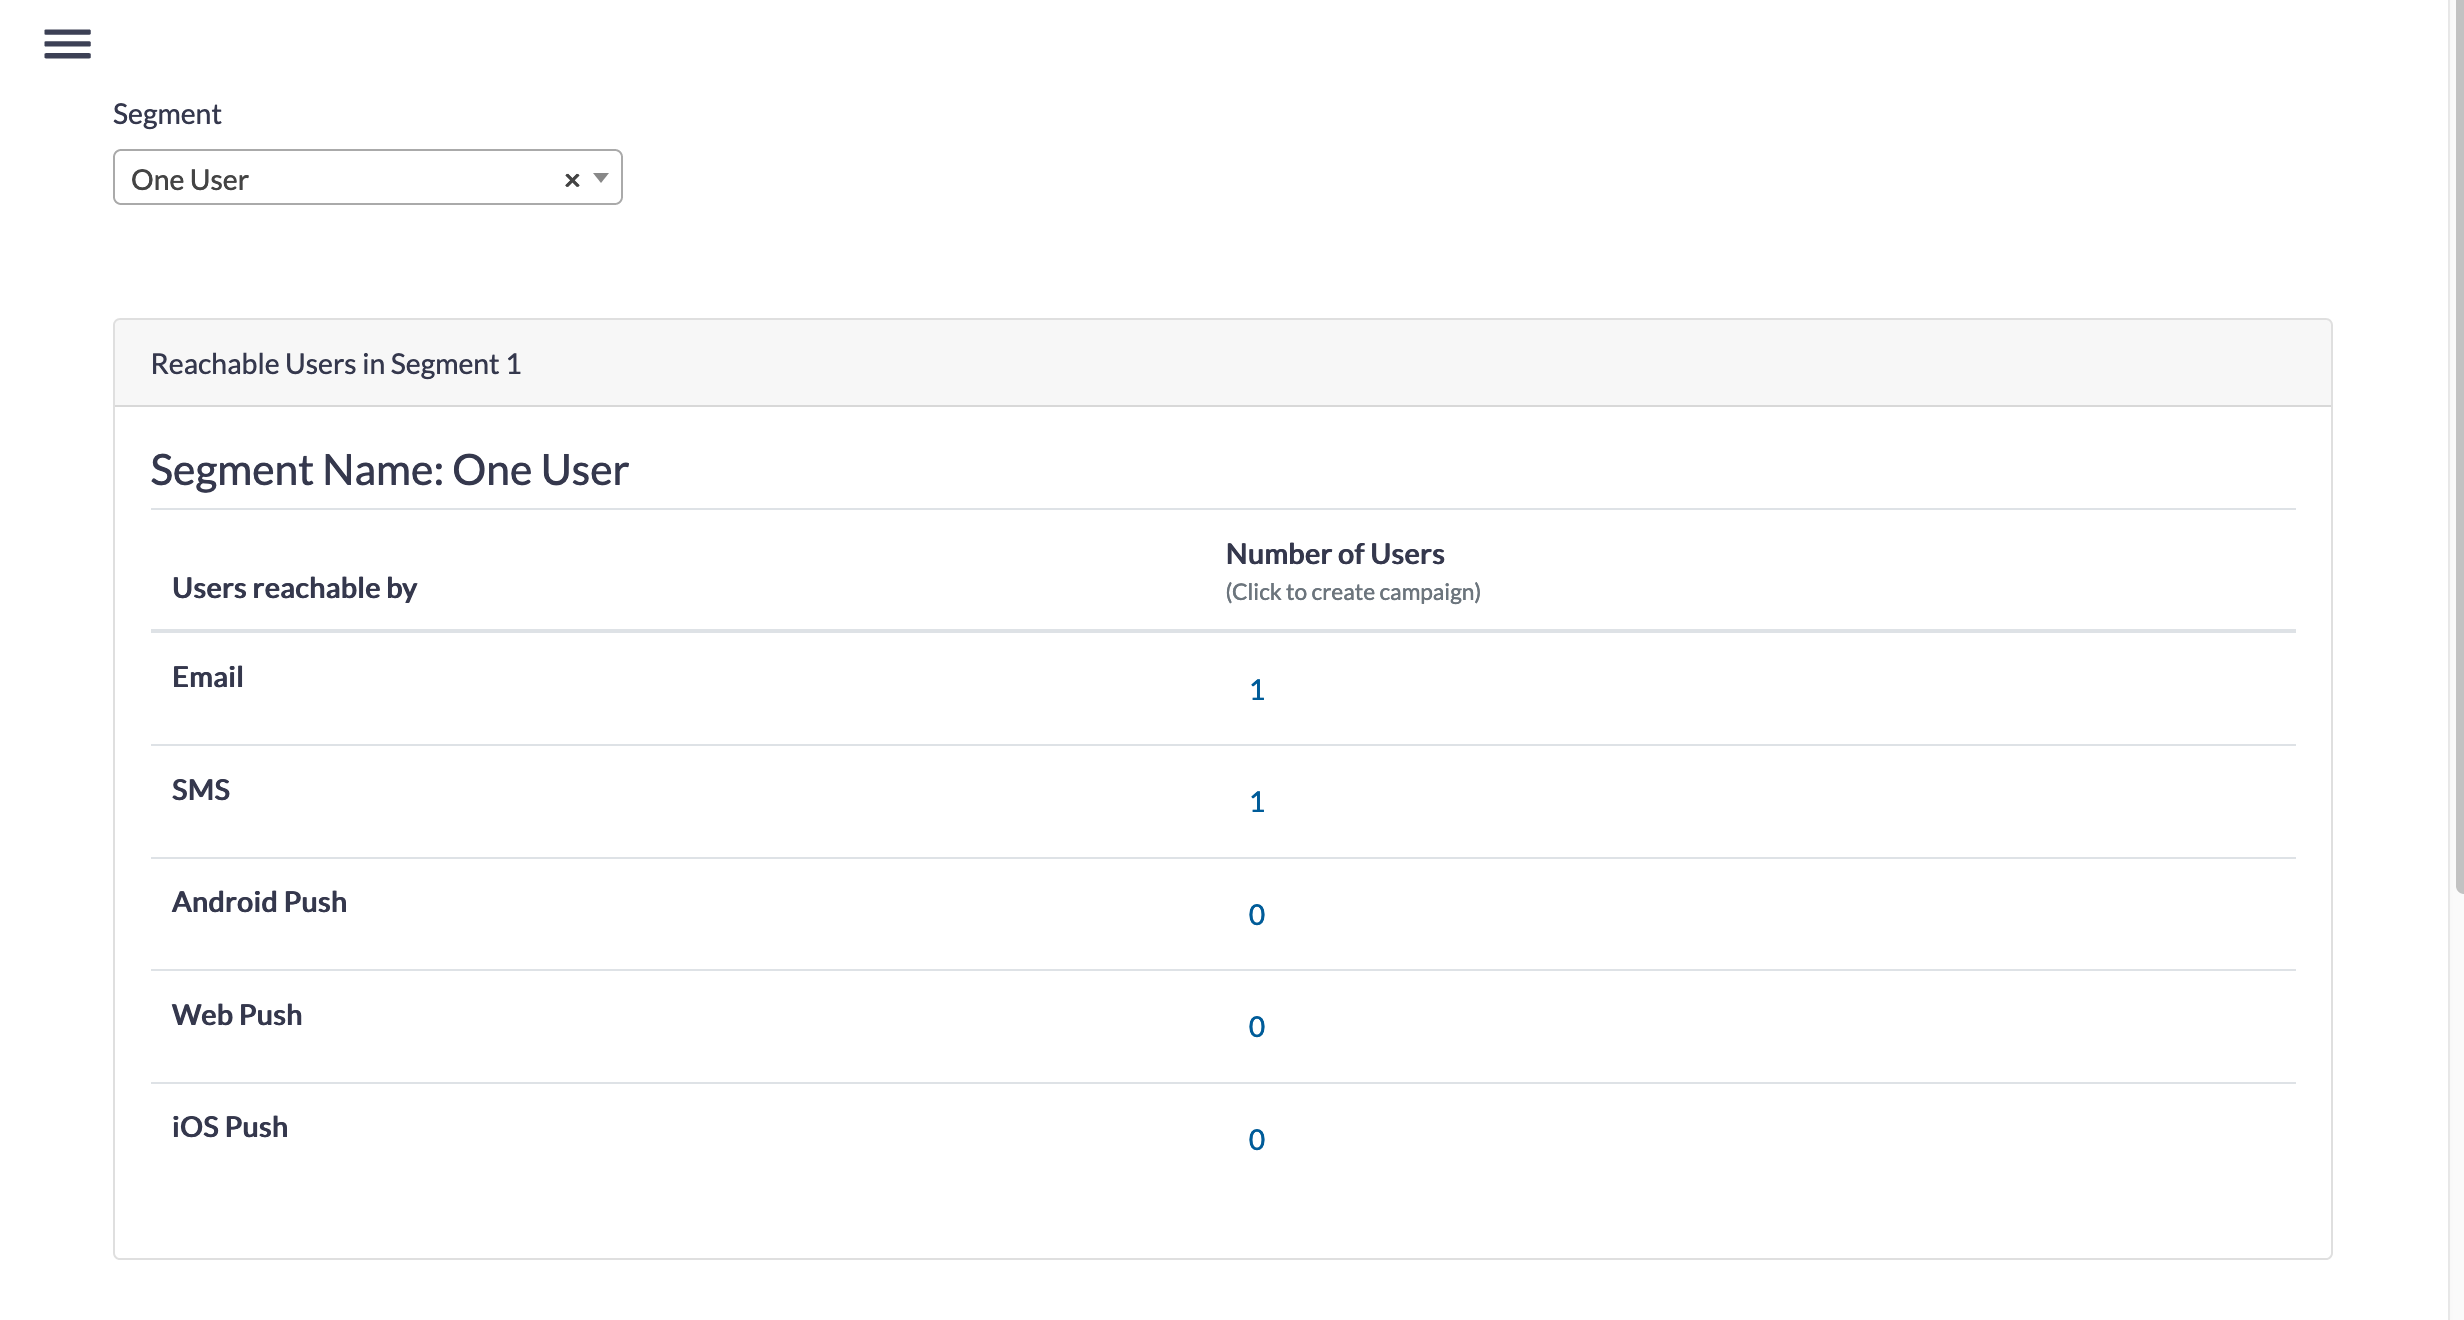 Segment
One User
Reachable Users in Segment 1
Segment Name: One User
Users reachable by
Number of Users
(Click to create campaign)
Email
1
SMS
1
Android Push
0
Web Push
0
iOS Push
0